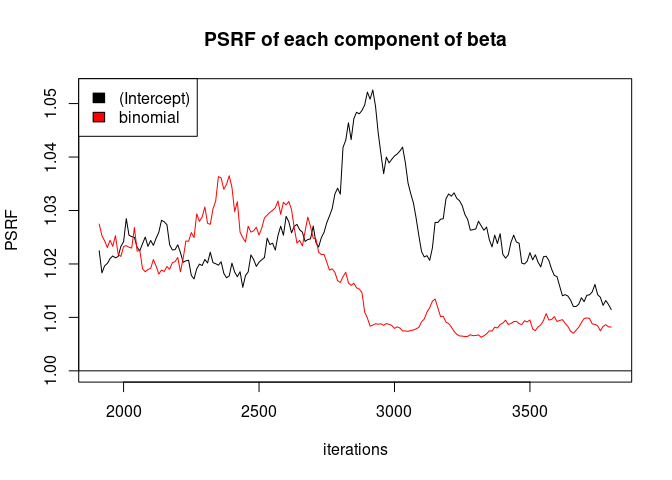 PSRF of each component of beta
(Intercept)
binomial
PSRF
1.05
1.04
1.03
1.02
1.01
1.00
2000 2500 3000 3500
iterations